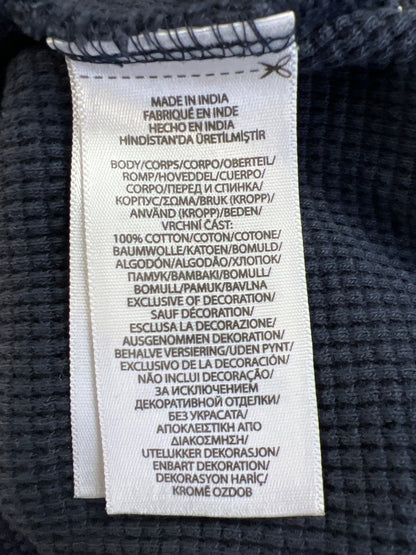 MADE IN INDIA
FABRIQUÉ EN INDE
HECHO EN INDIA
HİNDİSTAN'DA ÜRETİLMİŞTİR
BODY/CORPS/CORPO/OBERTEIL/
ROMP/HOVEDDEL/CUERPO/
CORPO/ПЕРЕД И СПИНКА/
КОРПУС/ΣΩΜΑ/BRUK (KROPP)/
ANVÄND (KROPP)/BEDEN/
VRCHNÍ ČÁST:
100% COTTON/COTON/COTONE/
BAUMWOLLE/KATOEN/BOMULD/
ALGODÓN/ALGODÃO/ХЛОПОК/
ПАМУК/BAMBAKI/BOMULL/
BOMULL/PAMUK/BAVLNA
EXCLUSIVE OF DECORATION/
SAUF DÉCORATION/
ESCLUSA LA DECORAZIONE/
AUSGENOMMEN DEKORATION/
BEHALVE VERSIERING/UDEN PYNT/
EXCLUSIVO DE LA DECORACIÓN/
NÃO INCLUI DECORAÇÃO/
ЗА ИСКЛЮЧЕНИЕМ
ДЕКОРАТИВНОЙ ОТДЕЛКИ/
БЕЗ УКРАСАТА/
ΑΠΟΚΛΕΙΣΤΙΚΗ ΑΠΟ
ΔΙΑΚΟΣΜΗΣΗ/
UTELUKKER DEKORASJON/
ENBART DEKORATION/
DEKORASYON HARİÇ/
KROMĚ OZDOB